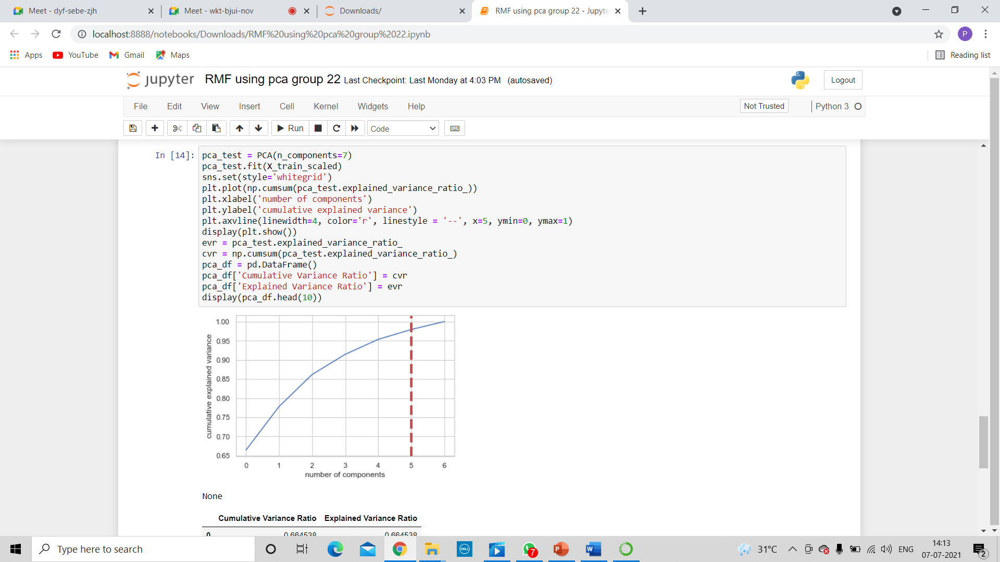 Meet - dyf-sebe-zjh
Meet - wkt-bjui-nov
Downloads/
RMF using pca group 22 - Jupyte
localhost:8888/notebooks/Downloads/RMF%20using%20pca%20group%2022.ipynb
P
Apps
YouTube
Gmail
Maps
Reading list
jupyter
RMF using pca group 22 Last Checkpoint: Last Monday at 4:03 PM (autosaved)
Logout
File
Edit
View
Insert
Cell
Kernel
Widgets
Help
Not Trusted
Python 3
Run
Code
In [14]:
pca_test = PCA(n_components=7)
pca_test.fit(X_train_scaled)
sns.set(style='whitegrid')
plt.plot(np.cumsum(pca_test.explained_variance_ratio_))
plt.xlabel('number of components')
plt.ylabel('cumulative explained variance')
plt.axvline(linewidth=4, color='r', linestyle = '--', x=5, ymin=0, ymax=1)
display(plt.show())
evr = pca_test.explained_variance_ratio_
cvr = np.cumsum(pca_test.explained_variance_ratio_)
pca_df = pd.DataFrame()
pca_df['Cumulative Variance Ratio'] = cvr
pca_df['Explained Variance Ratio'] = evr
display(pca_df.head(10))
cumulative explained variance
1.00
0.95
0.90
0.85
0.80
0.75
0.70
0.65
0 1 2 3 4 5 6
number of components
None
Cumulative Variance Ratio Explained Variance Ratio
0 0.664538 0.664538
Type here to search
DELL
7
P
W
31°C
ENG
14:13
07-07-2021
2